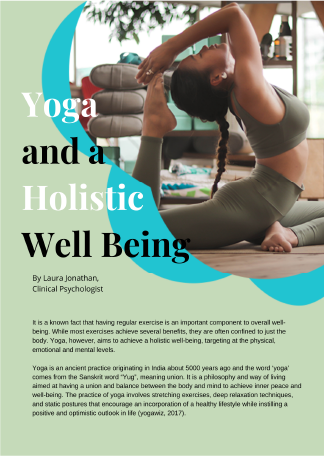 Yoga
and a
Holistic
Well Being
By Laura Jonathan,
Clinical Psychologist
It is a known fact that having regular exercise is an important component to overall well-
being. While most exercises achieve several benefits, they are often confined to just the
body. Yoga, however, aims to achieve a holistic well-being, targeting at the physical,
emotional and mental levels.
Yoga is an ancient practice originating in India about 5000 years ago and the word 'yoga'
comes from the Sanskrit word "Yug", meaning union. It is a philosophy and way of living
aimed at having a union and balance between the body and mind to achieve inner peace and
well-being. The practice of yoga involves stretching exercises, deep relaxation techniques,
and static postures that encourage an incorporation of a healthy lifestyle while instilling a
positive and optimistic outlook in life (yogawiz, 2017).